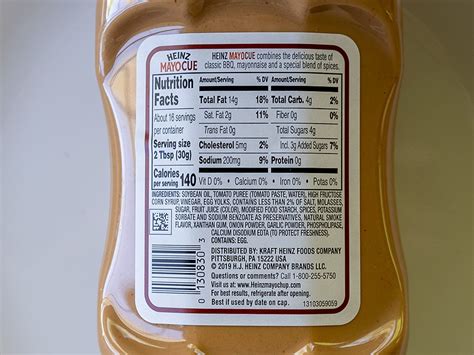 HEINZ
MAYOCUE
HEINZ MAYOCUE combines the delicious taste of
classic BBQ, mayonnaise and a special blend of spices.
Nutrition
Facts
About 16 servings
per container
Serving size
2 Tbsp (30g)
Calories
per serving 140
Amount/Serving % DV Amount/Serving % DV
Total Fat 14g 18% Total Carb. 4g 2%
Sat. Fat 2g 11% Fiber 0g 0%
Trans Fat 0g Total Sugars 4g
Cholesterol 5mg 2% Incl. 3g Added Sugars 7%
Sodium 200mg 9% Protein 0g
Vit D 0% • Calcium 0% • Iron 0% • Potas 0%
INGREDIENTS: SOYBEAN OIL, TOMATO PUREE (TOMATO PASTE, WATER), HIGH FRUCTOSE
CORN SYRUP, VINEGAR, EGG YOLKS, CONTAINS LESS THAN 2% OF SALT, MOLASSES,
SUGAR, FRUIT JUICE (COLOR), MODIFIED FOOD STARCH, SPICES, POTASSIUM
SORBATE AND SODIUM BENZOATE AS PRESERVATIVES, NATURAL SMOKE
FLAVOR, XANTHAN GUM, ONION POWDER, GARLIC POWDER, PHOSPHOLIPASE,
CALCIUM DISODIUM EDTA (TO PROTECT FRESHNESS).
CONTAINS: EGG.
DISTRIBUTED BY: KRAFT HEINZ FOODS COMPANY
PITTSBURGH, PA 15222 USA
© 2019 H.J. HEINZ COMPANY BRANDS LLC.
Questions or comments? Call 1-800-255-5750
Visit us at: www.Heinzmayochup.com
For best results, refrigerate after opening.
Best if used by date on cap. 13103059059